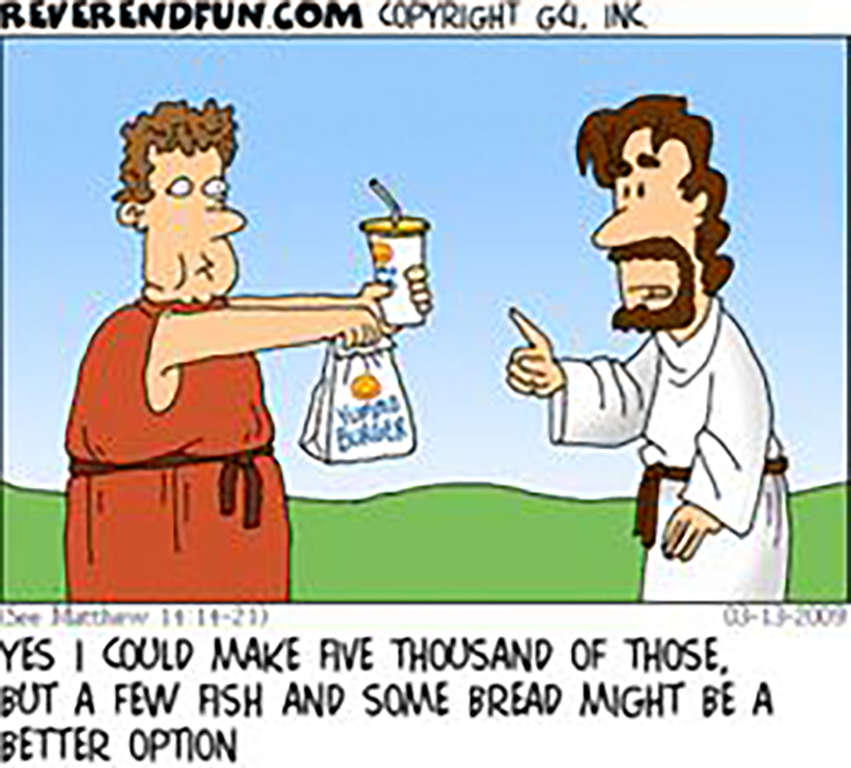 REVERENDFUN.COM COPYRIGHT GCI, INC
YUMMO
BURGER
(See Matthew 14:14-21)
03-13-2009
YES I COULD MAKE FIVE THOUSAND OF THOSE,
BUT A FEW FISH AND SOME BREAD MIGHT BE A
BETTER OPTION